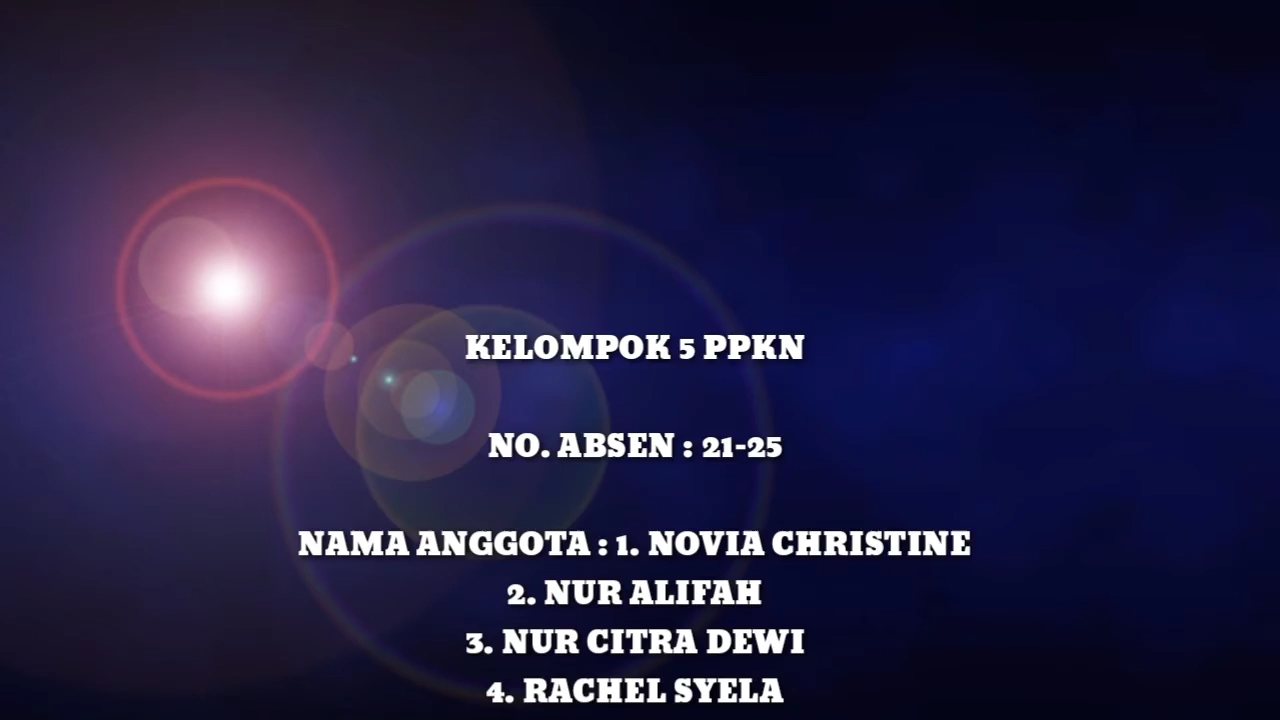 KELOMPOK 5 PPKN
NO. ABSEN : 21-25
NAMA ANGGOTA : 1. NOVIA CHRISTINE
2. NUR ALIFAH
3. NUR CITRA DEWI
4. RACHEL SYELA